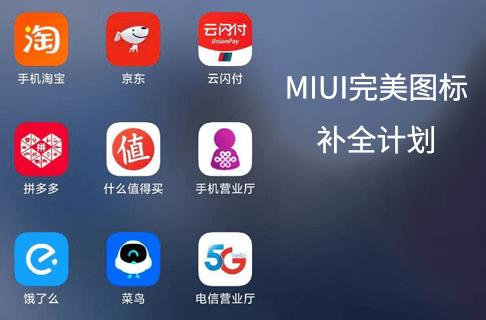 淘
云闪付
UnionPay
手机淘宝
京东
云闪付
MIUI完美图标
补全计划
拼
值
拼多多
什么值得买
手机营业厅
e
5G
hello
饿了么
菜鸟
电信营业厅